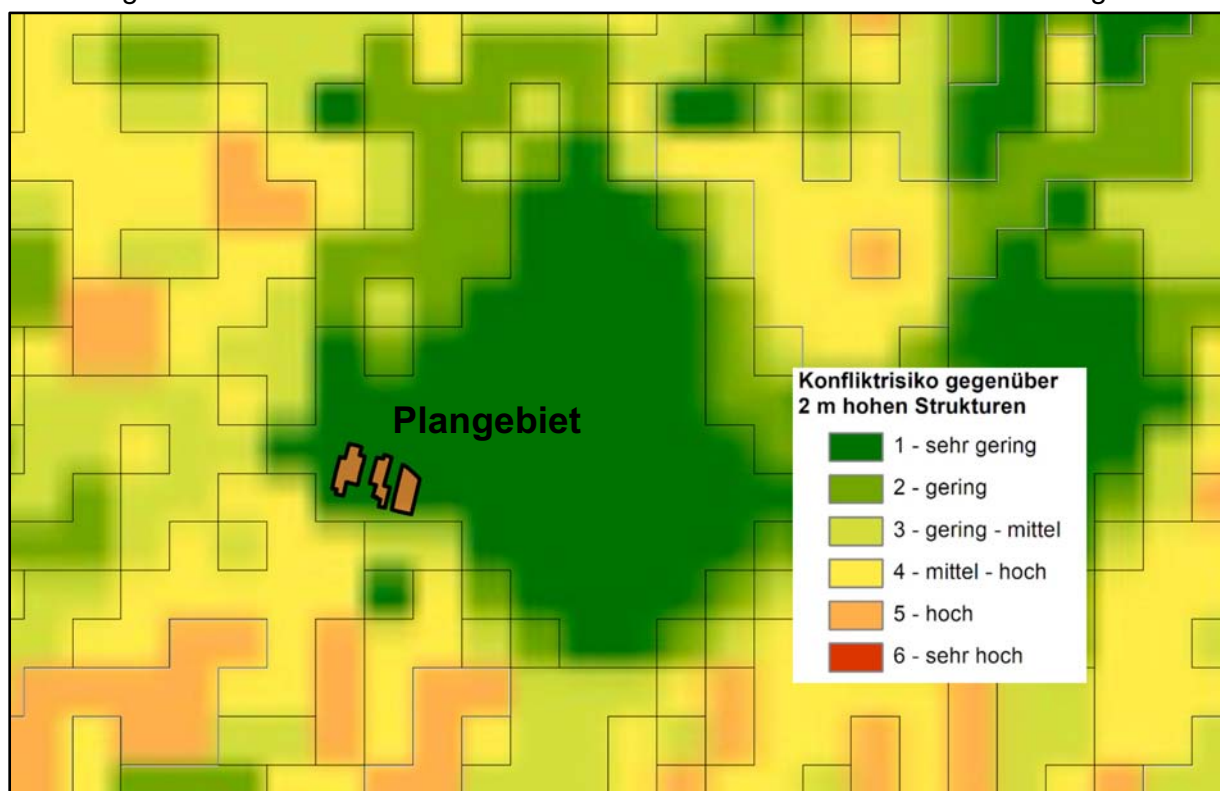 Plangebiet
Konfliktrisiko gegenüber
2 m hohen Strukturen
1 - sehr gering
2 - gering
3 - gering - mittel
4 - mittel - hoch
5 - hoch
6 - sehr hoch